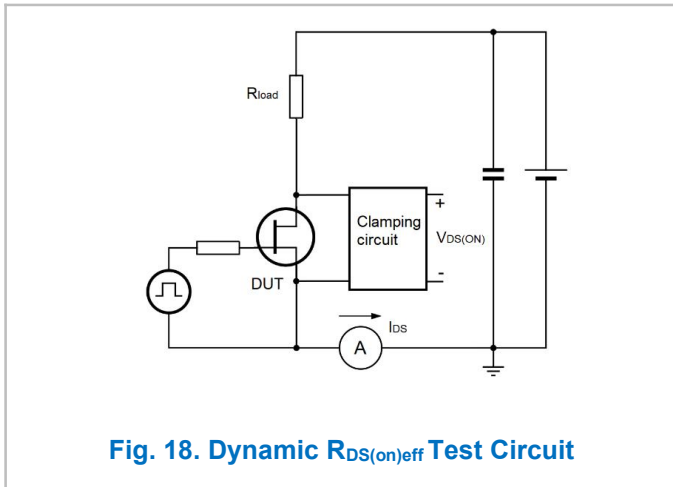 Rload
Clamping
circuit
+
VDS(ON)
-
DUT
IDS
A
Fig. 18. Dynamic RDS(on)eff Test Circuit